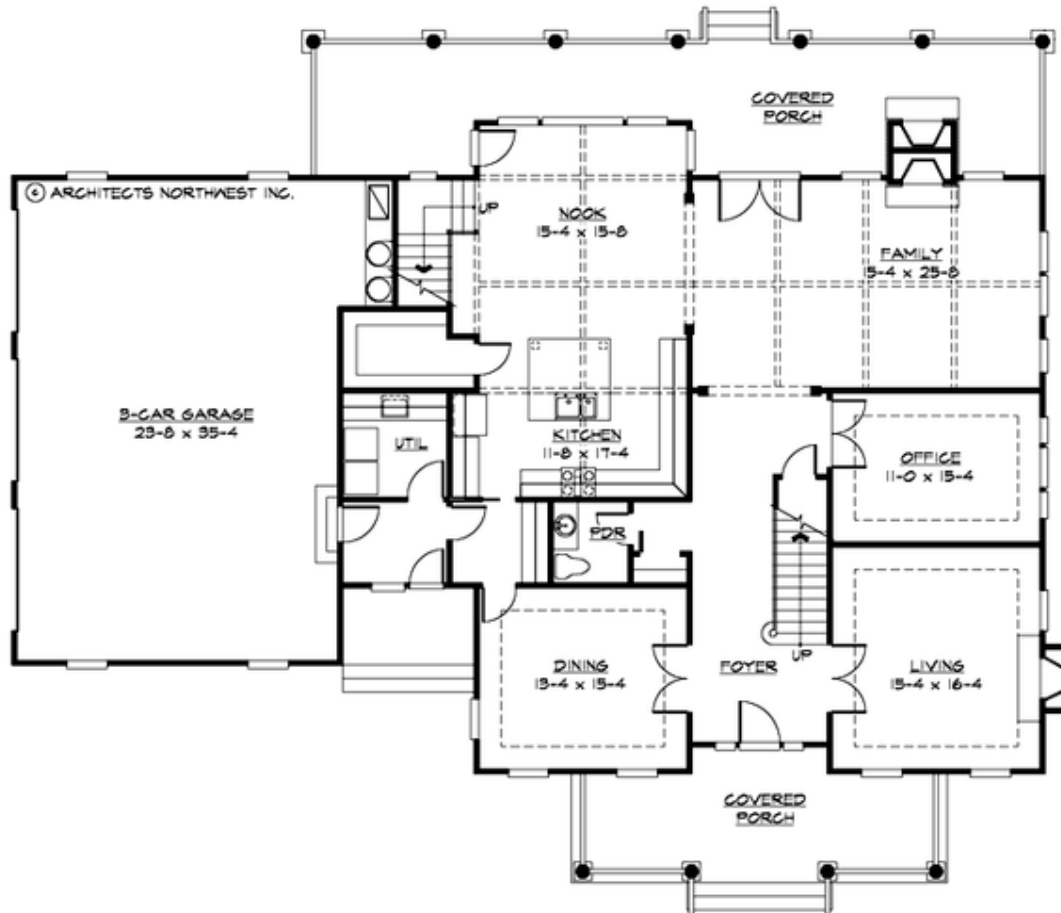 COVERED
PORCH
© ARCHITECTS NORTHWEST INC.
UP
NOOK
15-4 x 15-8
FAMILY
5-4 x 25-8
3-CAR GARAGE
23-8 x 35-4
UTIL
KITCHEN
11-8 x 17-4
OFFICE
11-0 x 15-4
PDR
UP
DINING
13-4 x 15-4
FOYER
LIVING
15-4 x 16-4
COVERED
PORCH